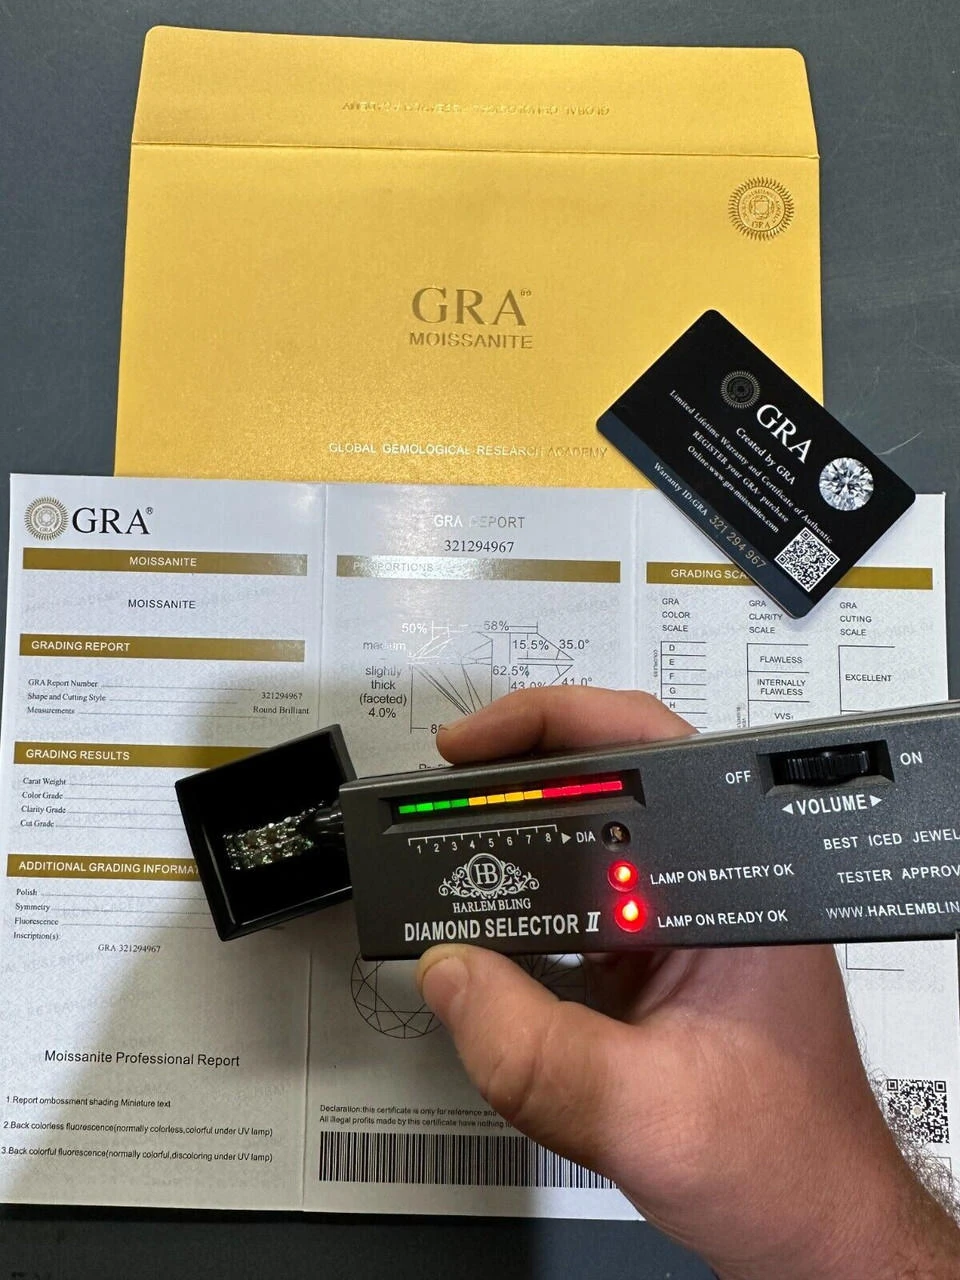 GRA
MOISSANITE
GLOBAL GEMOLOGICAL RESEARCH ACADEMY
GRA
GRA
Created by GRA
Limited Lifetime Warranty and Certificate of Authentic
REGISTER your GRA purchase
Online:www.gra-moissanites.com
Warranty ID:GRA 321 294 967
GRA®
MOISSANITE
MOISSANITE
GRADING REPORT
GRA Report Number
Shape and Cutting Style 321294967
Measurements Round Brilliant
GRADING RESULTS
Carat Weight
Color Grade
Clarity Grade
Cut Grade
ADDITIONAL GRADING INFORMA
Polish
Symmetry
Fluorescence
Inscription(s):
GRA 321294967
Moissanite Professional Report
1.Report ombossment shading Miniature text
2.Back colorless fluorescence(normally colorless,colorful under UV lamp)
3.Back colorful fluorescence(normally colorful,discoloring under UV lamp)
GRA REPORT
321294967
PROPORTIONS
50% 58%
medium 15.5% 35.0°
slightly
thick
(faceted)
4.0%
62.5%
43.0% 41.0°
Declaration:this certificate is only for reference and
All illegal profits made by this certificate have nothing to
GRADING SCA
GRA
COLOR
SCALE
D
E
F
G
H
GRA
CLARITY
SCALE
FLAWLESS
INTERNALLY
FLAWLESS
VVS1
GRA
CUTING
SCALE
EXCELLENT
OFF ON
◄VOLUME►
1 2 3 4 5 6 7 8 ► DIA
HB
HARLEM BLING
DIAMOND SELECTOR II
LAMP ON BATTERY OK
LAMP ON READY OK
BEST ICED JEWEL
TESTER APPROV
WWW.HARLEMBLIN